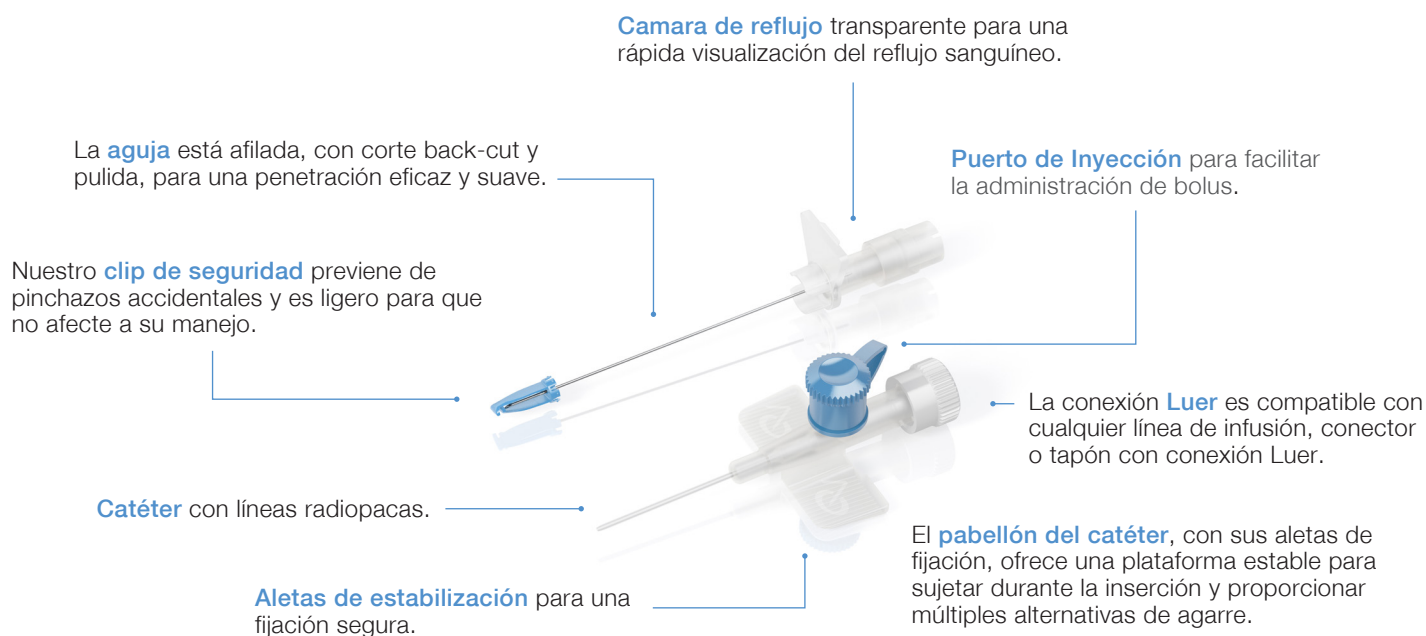 Camara de reflujo transparente para una
rápida visualización del reflujo sanguíneo.
La aguja está afilada, con corte back-cut y
pulida, para una penetración eficaz y suave.
Puerto de Inyección para facilitar
la administración de bolus.
Nuestro clip de seguridad previene de
pinchazos accidentales y es ligero para que
no afecte a su manejo.
La conexión Luer es compatible con
cualquier línea de infusión, conector
o tapón con conexión Luer.
Catéter con líneas radiopacas.
El pabellón del catéter, con sus aletas de
fijación, ofrece una plataforma estable para
sujetar durante la inserción y proporcionar
múltiples alternativas de agarre.
Aletas de estabilización para una
fijación segura.